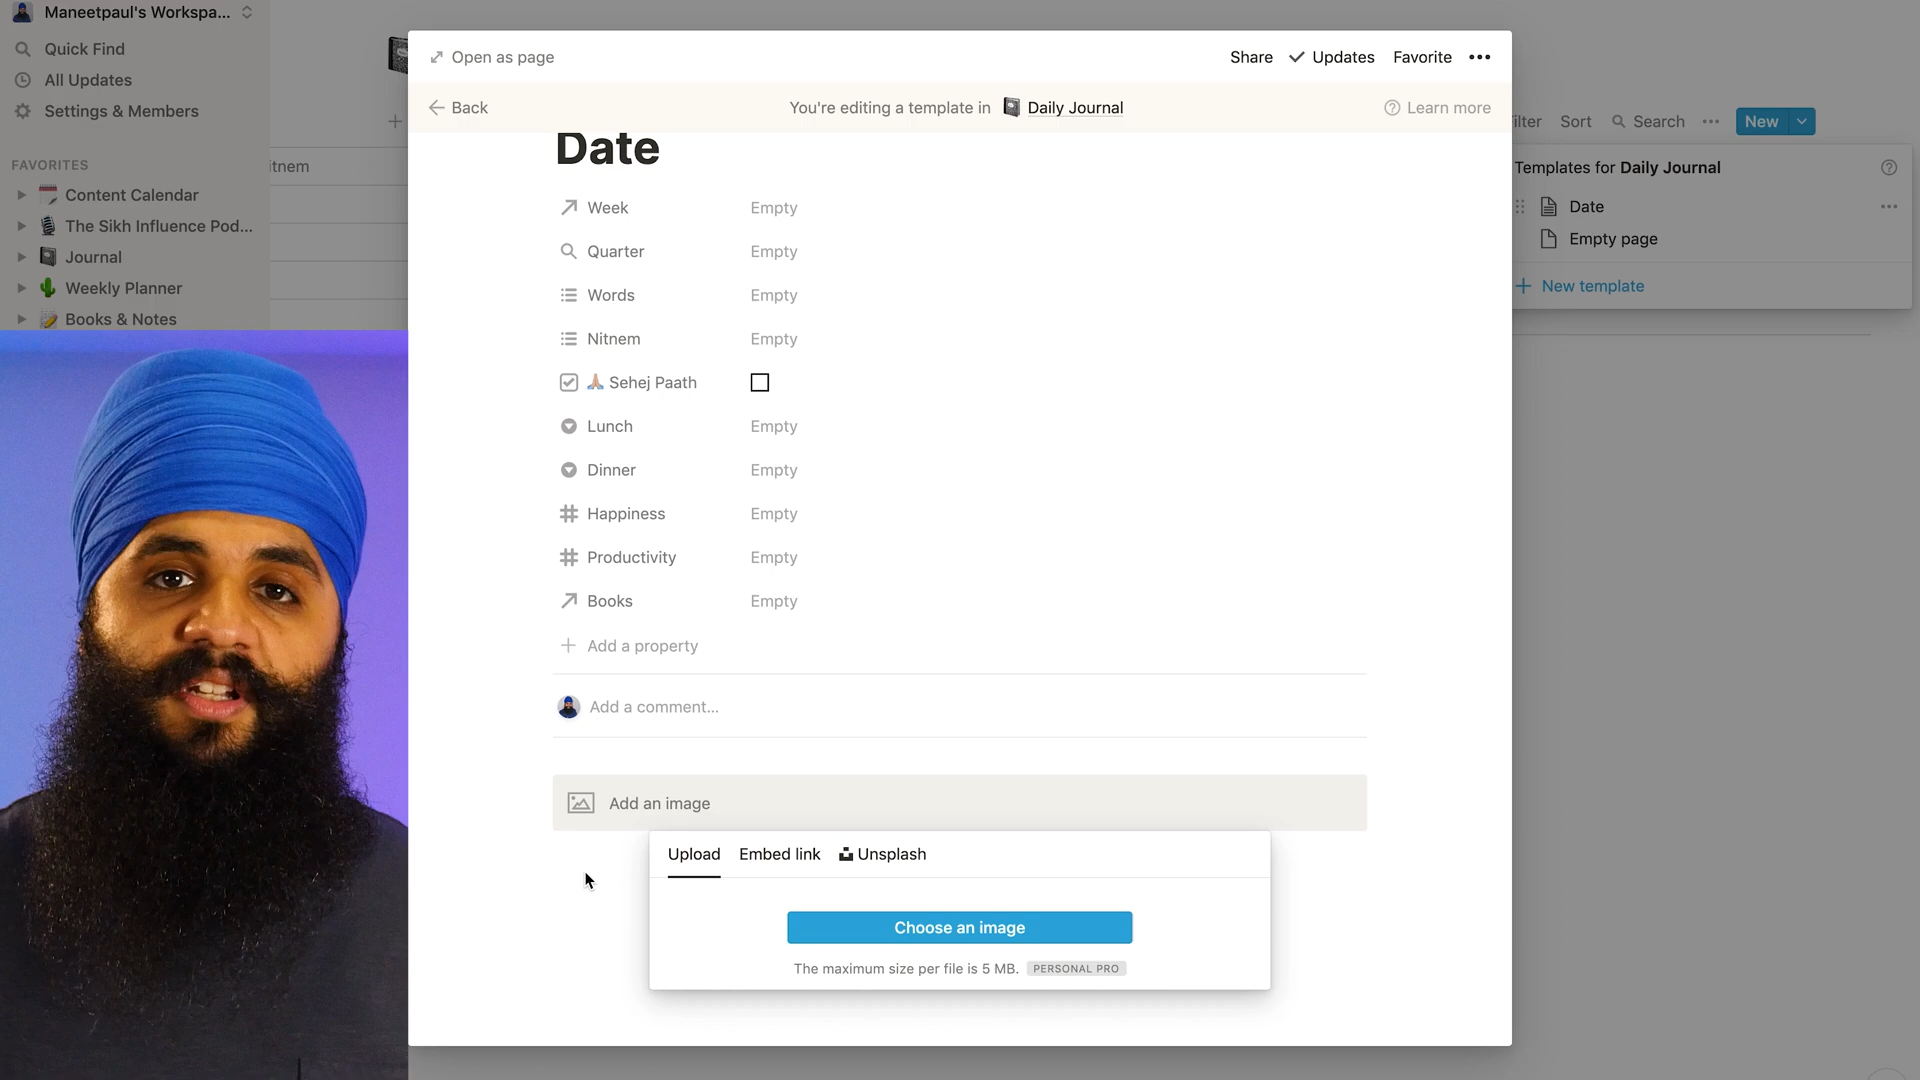 Maneetpaul's Workspa...
Quick Find
All Updates
Settings & Members
FAVORITES
Content Calendar
The Sikh Influence Pod...
Journal
Weekly Planner
Books & Notes
itnem
Open as page
Share
Updates
Favorite
Back
You're editing a template in Daily Journal
Learn more
Date
Week Empty
Quarter Empty
Words Empty
Nitnem Empty
🙏🏼 Sehej Paath
Lunch Empty
Dinner Empty
Happiness Empty
Productivity Empty
Books Empty
Add a property
Add a comment...
Add an image
Upload Embed link Unsplash
Choose an image
The maximum size per file is 5 MB. PERSONAL PRO
ilter Sort Search New
Templates for Daily Journal
Date
Empty page
New template